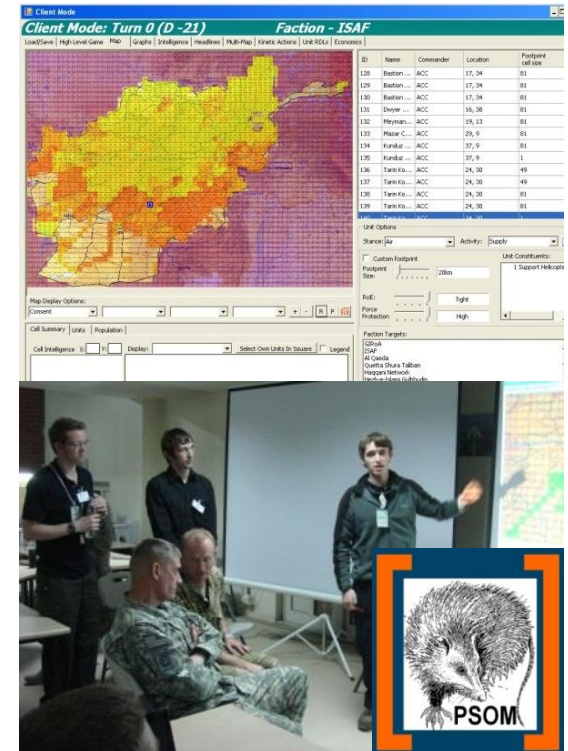 Client Mode
Client Mode: Turn 0 (D -21) Faction - ISAF
Load/Save High Level Game Map Graphs Intelligence Headlines Multi-Map Kinetic Actions Unit RDLs Economics
ID Name Commander Location Footprint cell size
128 Bastion ... ACC 17, 34 81
129 Bastion ... ACC 17, 34 81
130 Bastion ... ACC 17, 34 81
131 Dwyer ... ACC 16, 38 81
132 Meyman... ACC 19, 13 81
133 Mazar C... ACC 29, 9 81
134 Kunduz ... ACC 37, 9 81
135 Kunduz ... ACC 37, 9 1
136 Tarin Ko... ACC 24, 30 49
137 Tarin Ko... ACC 24, 30 49
138 Tarin Ko... ACC 24, 30 81
139 Tarin Ko... ACC 24, 30 81
Unit Options
Stance: Air Activity: Supply
Custom footprint
Unit Constituents:
Footprint Size: 20km
1 Support Helicopte
RoE: Tight
Force Protection High
Faction Targets:
GIRoA
ISAF
Al Qaeda
Quetta Shura Taliban
Haqqani Network
Map Display Options:
Consent + - R P
Cell Summary Units Population
Cell Intelligence X: Y: Display: Select Own Units In Square Legend
PSOM